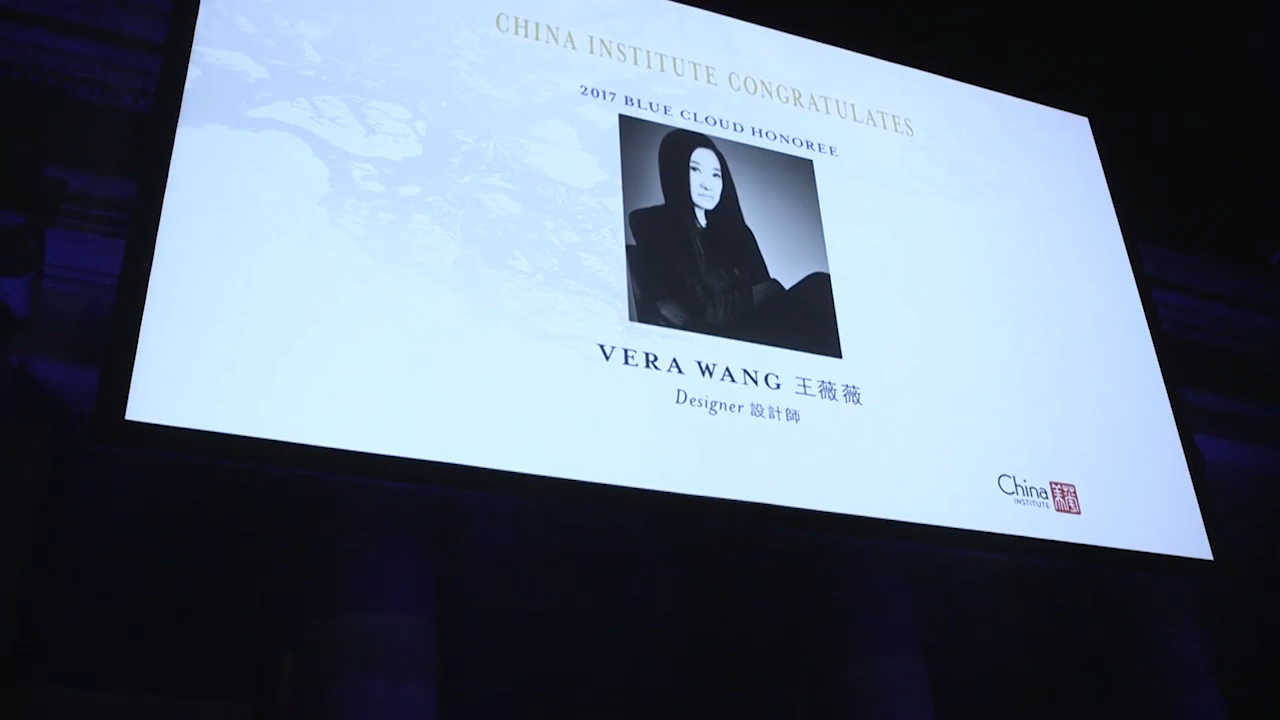 CHINA INSTITUTE CONGRATULATES
2017 BLUE CLOUD HONOREE
VERA WANG 王薇薇
Designer 設計師
China
INSTITUTE